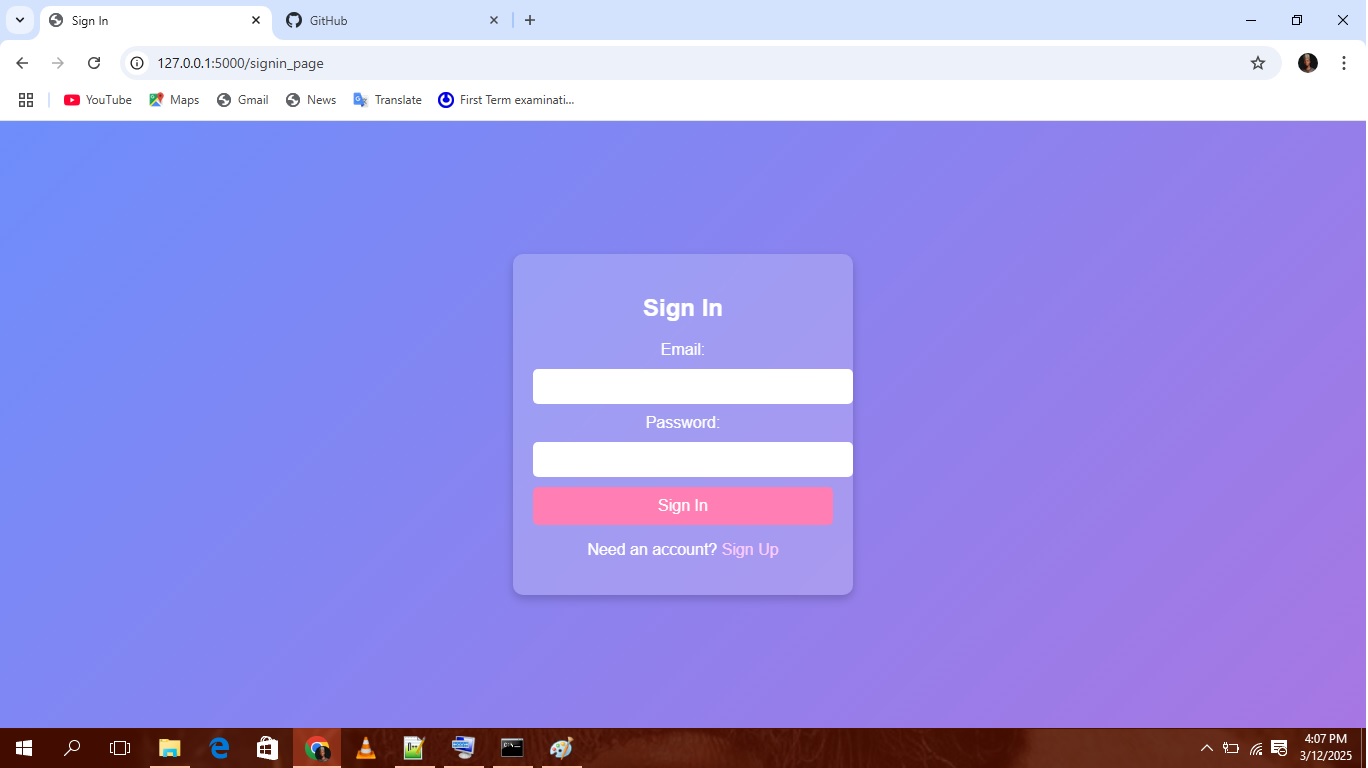 Sign In
GitHub
127.0.0.1:5000/signin_page
YouTube
Maps
Gmail
News
Translate
First Term examinati...
Sign In
Email:
Password:
Sign In
Need an account? Sign Up
4:07 PM
3/12/2025